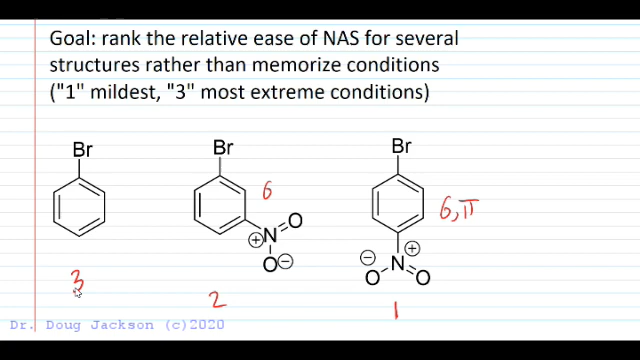 Goal: rank the relative ease of NAS for several
structures rather than memorize conditions
("1" mildest, "3" most extreme conditions)
Br Br Br
6 6,π
N⊕ O O⊖
⊖ O N ⊕ O
3 2 1
Dr. Doug Jackson (c)2020